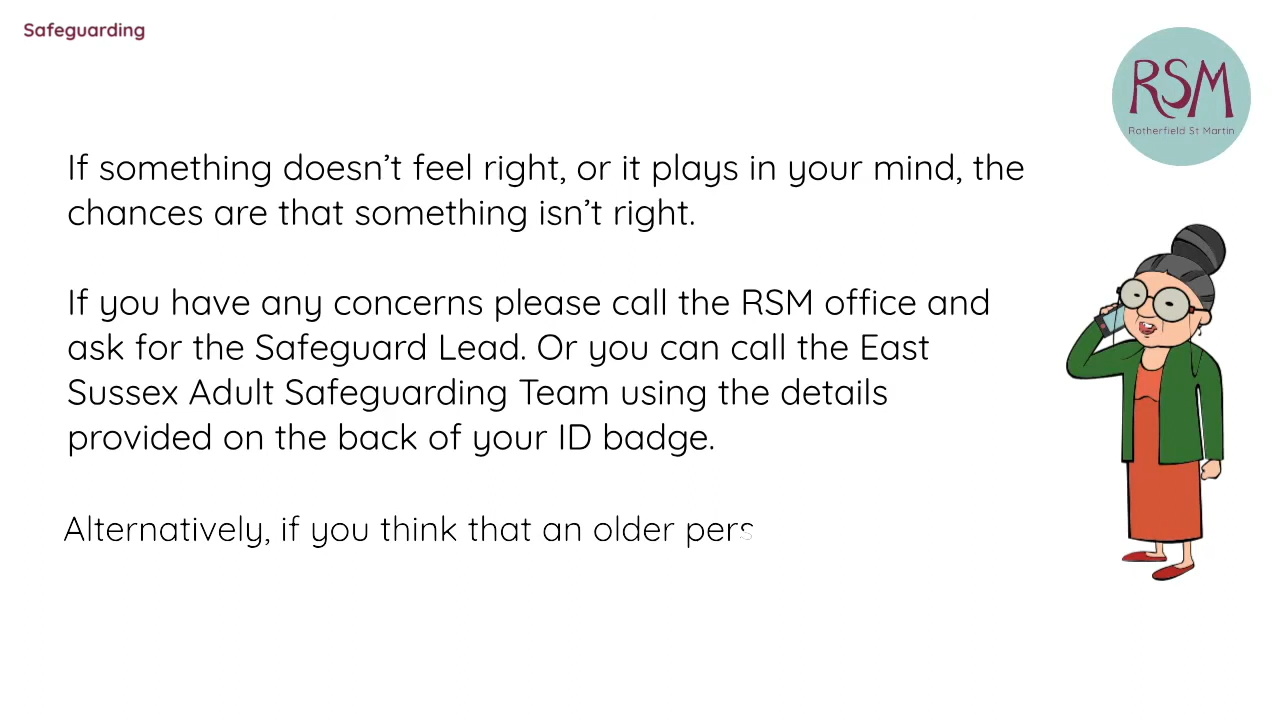 Safeguarding
RSM
Rotherfield St Martin
If something doesn't feel right, or it plays in your mind, the
chances are that something isn't right.
If you have any concerns please call the RSM office and
ask for the Safeguard Lead. Or you can call the East
Sussex Adult Safeguarding Team using the details
provided on the back of your ID badge.
Alternatively, if you think that an older pers